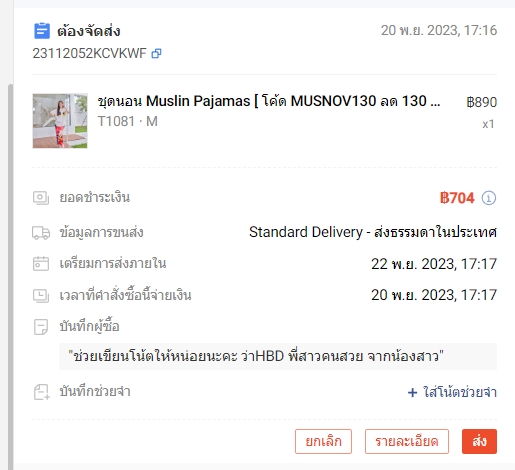 ต้องจัดส่ง 20 พ.ย. 2023, 17:16
23112052KCVKWF
ชุดนอน Muslin Pajamas [ โค้ด MUSNOV130 ลด 130 ... ฿890
T1081 · M x1
ยอดชำระเงิน ฿704
ข้อมูลการขนส่ง Standard Delivery - ส่งธรรมดาในประเทศ
เตรียมการส่งภายใน 22 พ.ย. 2023, 17:17
เวลาที่คำสั่งซื้อนี้จ่ายเงิน 20 พ.ย. 2023, 17:17
บันทึกผู้ซื้อ
"ช่วยเขียนโน้ตให้หน่อยนะคะ ว่าHBD พี่สาวคนสวย จากน้องสาว"
บันทึกช่วยจำ + ใส่โน้ตช่วยจำ
ยกเลิก รายละเอียด ส่ง